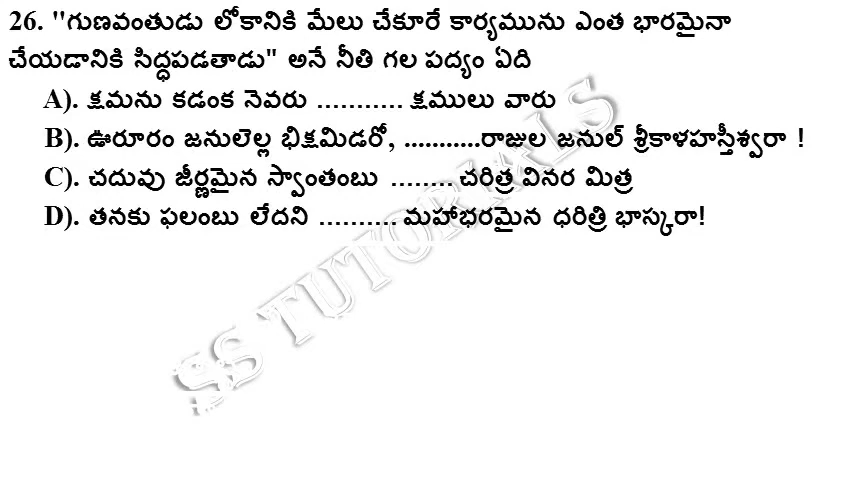 26. "గుణవంతుడు లోకానికి మేలు చేకూరే కార్యమును ఎంత భారమైనా
చేయడానికి సిద్ధపడతాడు" అనే నీతి గల పద్యం ఏది
A). క్షమను కడంక నెవరు ........... క్షములు వారు
B). ఊరూరం జనులెల్ల భిక్షమిడరో, ...........రాజుల జనుల్ శ్రీకాళహస్తీశ్వరా !
C). చదువు జీర్ణమైన స్వాంతంబు ........ చరిత్ర వినర మిత్ర
D). తనకు ఫలంబు లేదని .......... మహాభరమైన ధరిత్రి భాస్కరా!
SS TUTORIALS